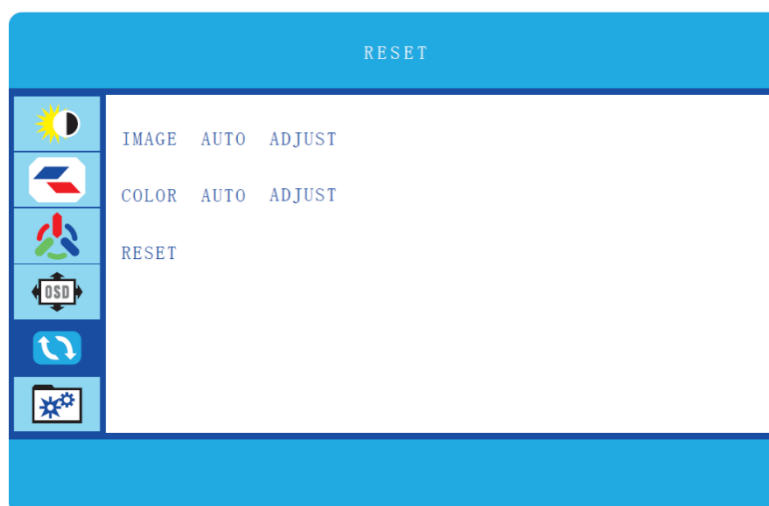 RESET
IMAGE AUTO ADJUST
COLOR AUTO ADJUST
RESET
OSD